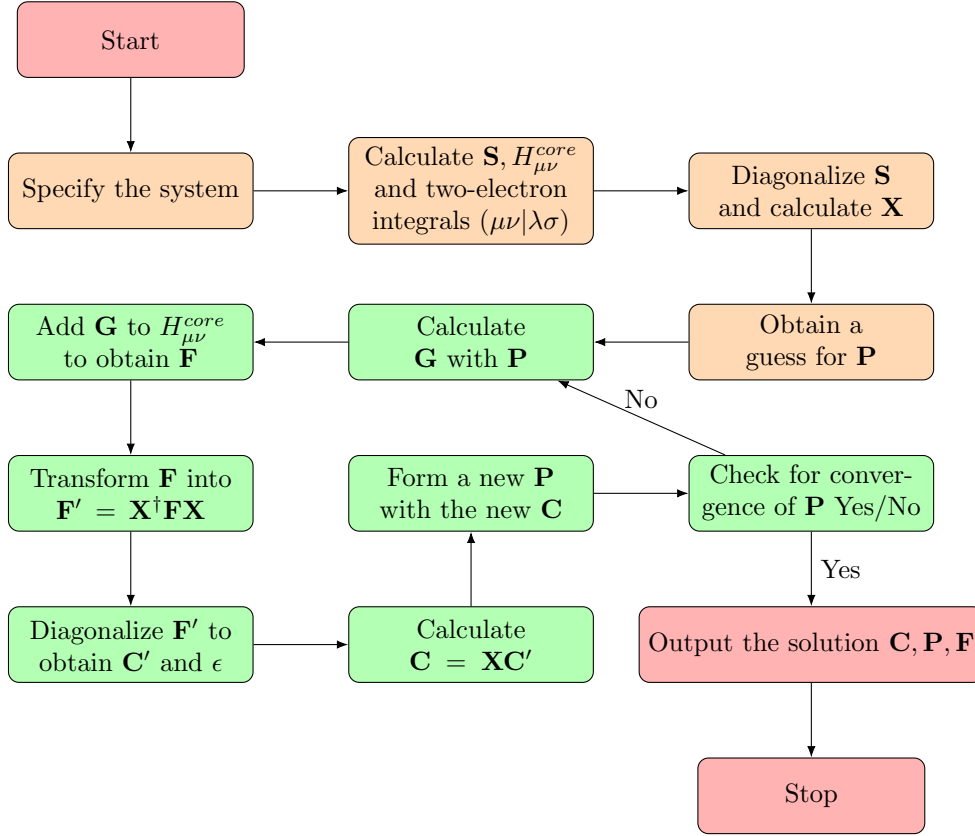 Start
Specify the system
Calculate S, H^{core}_{μν}
and two-electron
integrals (μν|λσ)
Diagonalize S
and calculate X
Add G to H^{core}_{μν}
to obtain F
Calculate
G with P
Obtain a
guess for P
No
Transform F into
F′ = X†FX
Form a new P
with the new C
Check for conver-
gence of P Yes/No
Yes
Diagonalize F′ to
obtain C′ and ϵ
Calculate
C = XC′
Output the solution C, P, F
Stop